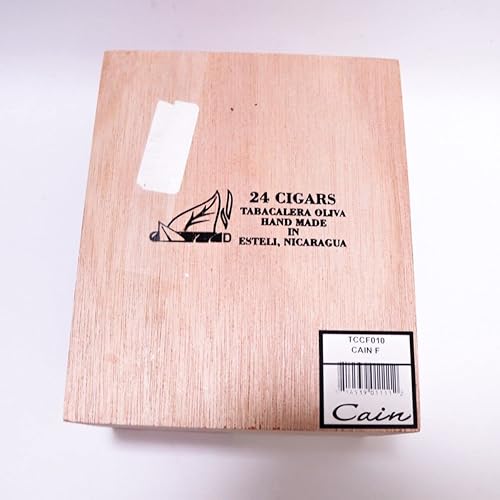 24 CIGARS
TABACALERA OLIVA
HAND MADE
IN
ESTELI, NICARAGUA
TCCF010
CAIN F
Cain